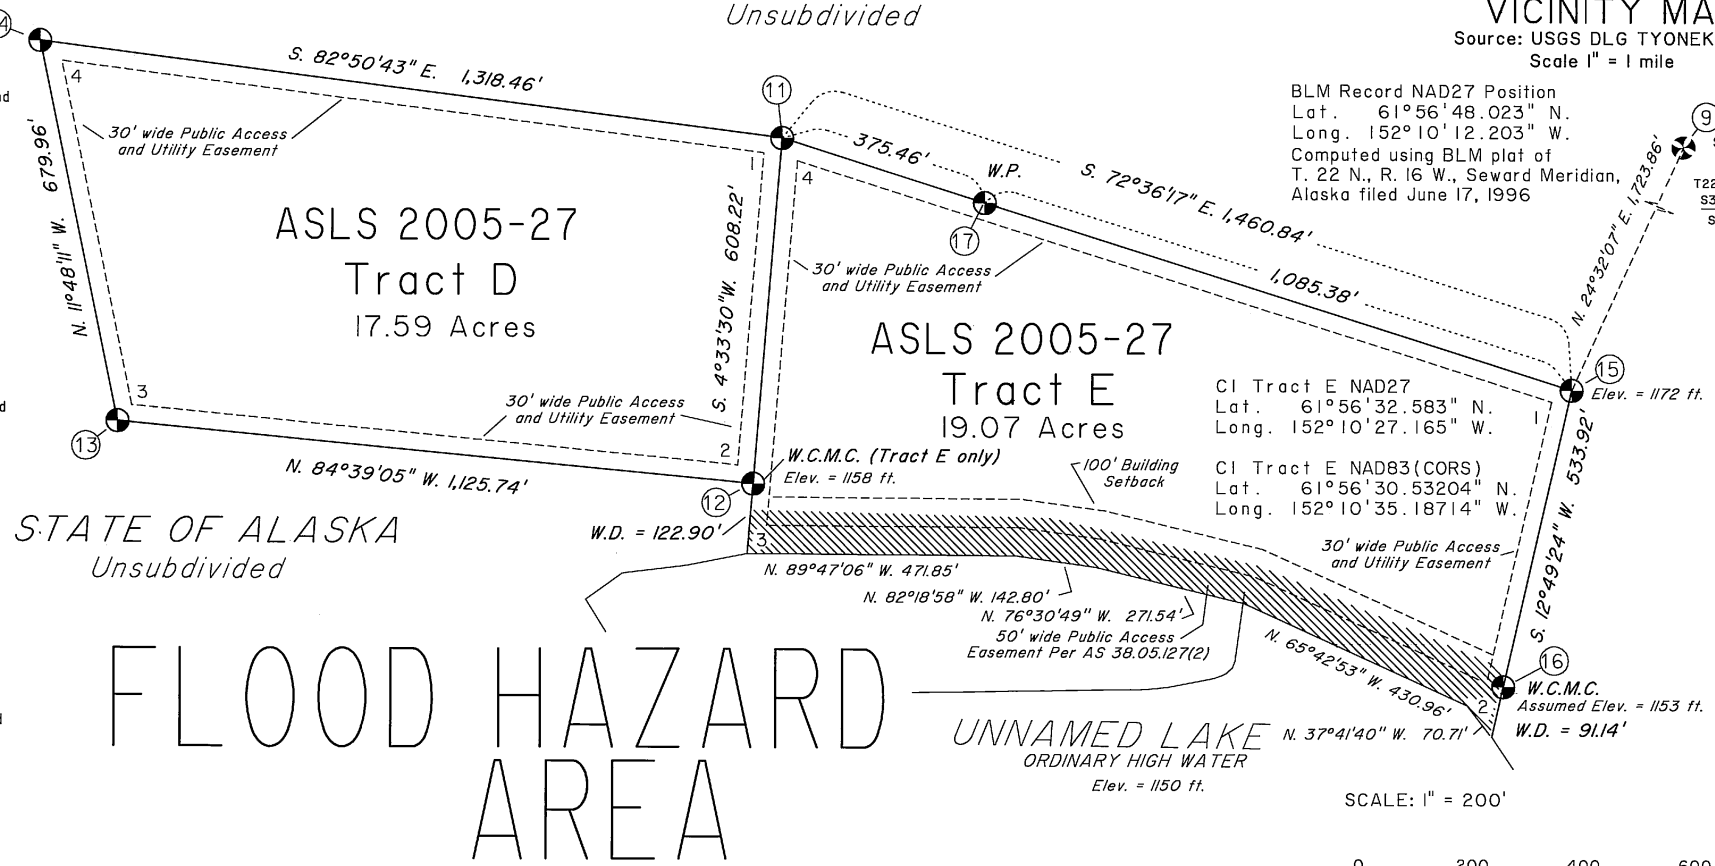 Unsubdivided
VICINITY MA
Source: USGS DLG TYONEK
Scale 1" = 1 mile
BLM Record NAD27 Position
Lat. 61°56'48.023" N.
Long. 152°10'12.203" W.
Computed using BLM plat of
T. 22 N., R. 16 W., Seward Meridian,
Alaska filed June 17, 1996
9
T22
S3
S
N. 24°32'07" E. 1,723.86'
4
S. 82°50'43" E. 1,318.46'
11
4
30' wide Public Access
and Utility Easement
1
N. 11°48'11" W. 679.96'
ASLS 2005-27
Tract D
17.59 Acres
S. 4°33'30" W. 608.22'
375.46'
W.P.
17
S. 72°36'17" E. 1,460.84'
1,085.38'
4
30' wide Public Access
and Utility Easement
ASLS 2005-27
Tract E
19.07 Acres
CI Tract E NAD27
Lat. 61°56'32.583" N.
Long. 152°10'27.165" W.
CI Tract E NAD83(CORS)
Lat. 61°56'30.53204" N.
Long. 152°10'35.18714" W.
15
Elev. = 1172 ft.
1
3
30' wide Public Access
and Utility Easement
2
13
N. 84°39'05" W. 1,125.74'
12
W.C.M.C. (Tract E only)
Elev. = 1158 ft.
100' Building
Setback
30' wide Public Access
and Utility Easement
S. 12°49'24" W. 533.92'
STATE OF ALASKA
Unsubdivided
W.D. = 122.90'
3
N. 89°47'06" W. 471.85'
N. 82°18'58" W. 142.80'
N. 76°30'49" W. 271.54'
50' wide Public Access
Easement Per AS 38.05.127(2)
N. 65°42'53" W. 430.96'
16
W.C.M.C.
Assumed Elev. = 1153 ft.
2
N. 37°41'40" W. 70.71'
W.D. = 91.14'
FLOOD HAZARD
AREA
UNNAMED LAKE
ORDINARY HIGH WATER
Elev. = 1150 ft.
SCALE: 1" = 200'
0 200 400 600